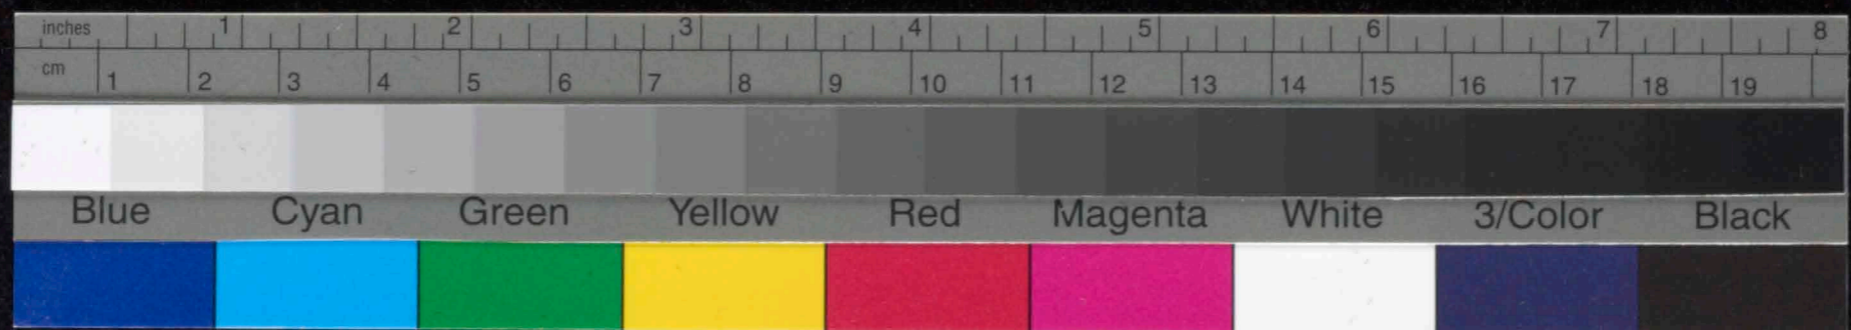 inches 1 2 3 4 5 6 7 8
cm 1 2 3 4 5 6 7 8 9 10 11 12 13 14 15 16 17 18 19
Blue Cyan Green Yellow Red Magenta White 3/Color Black